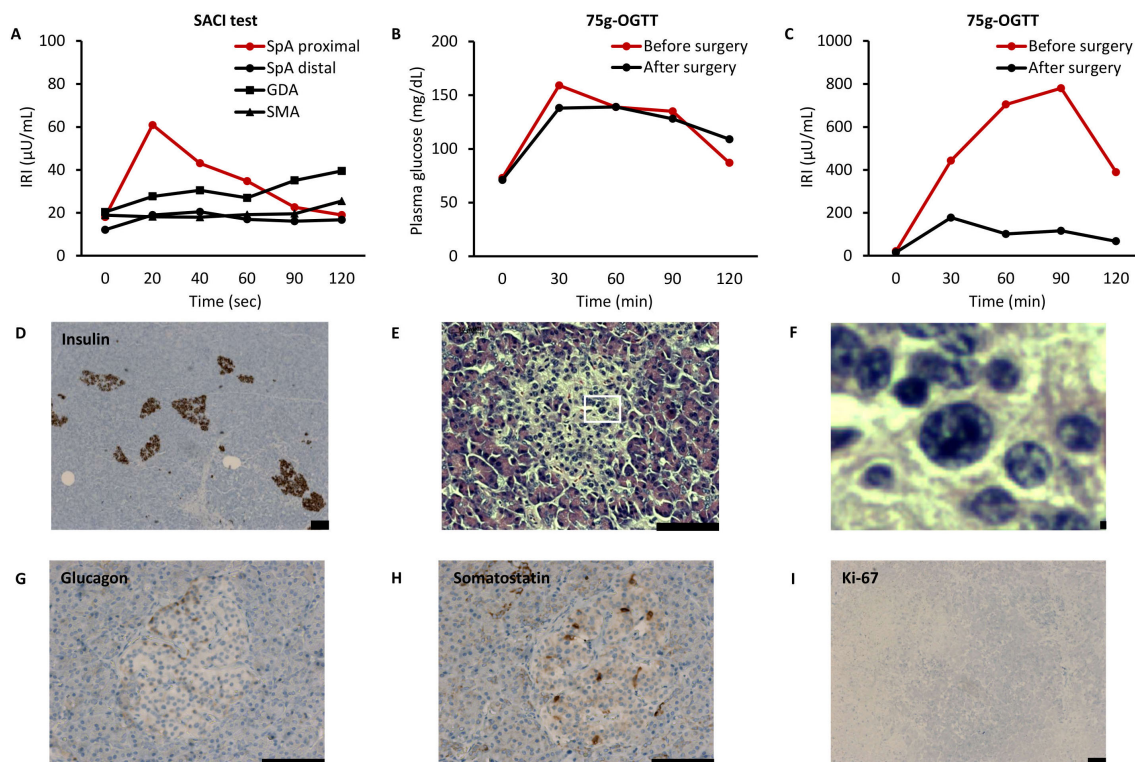 SACI test
A
SpA proximal
SpA distal
GDA
SMA
IRI (μU/mL)
100
80
60
40
20
0
0 20 40 60 90 120
Time (sec)
75g-OGTT
B
Before surgery
After surgery
Plasma glucose (mg/dL)
200
150
100
50
0
0 30 60 90 120
Time (min)
75g-OGTT
C
Before surgery
After surgery
IRI (μU/mL)
1000
800
600
400
200
0
0 30 60 90 120
Time (min)
D
Insulin
E
F
G
Glucagon
H
Somatostatin
I
Ki-67